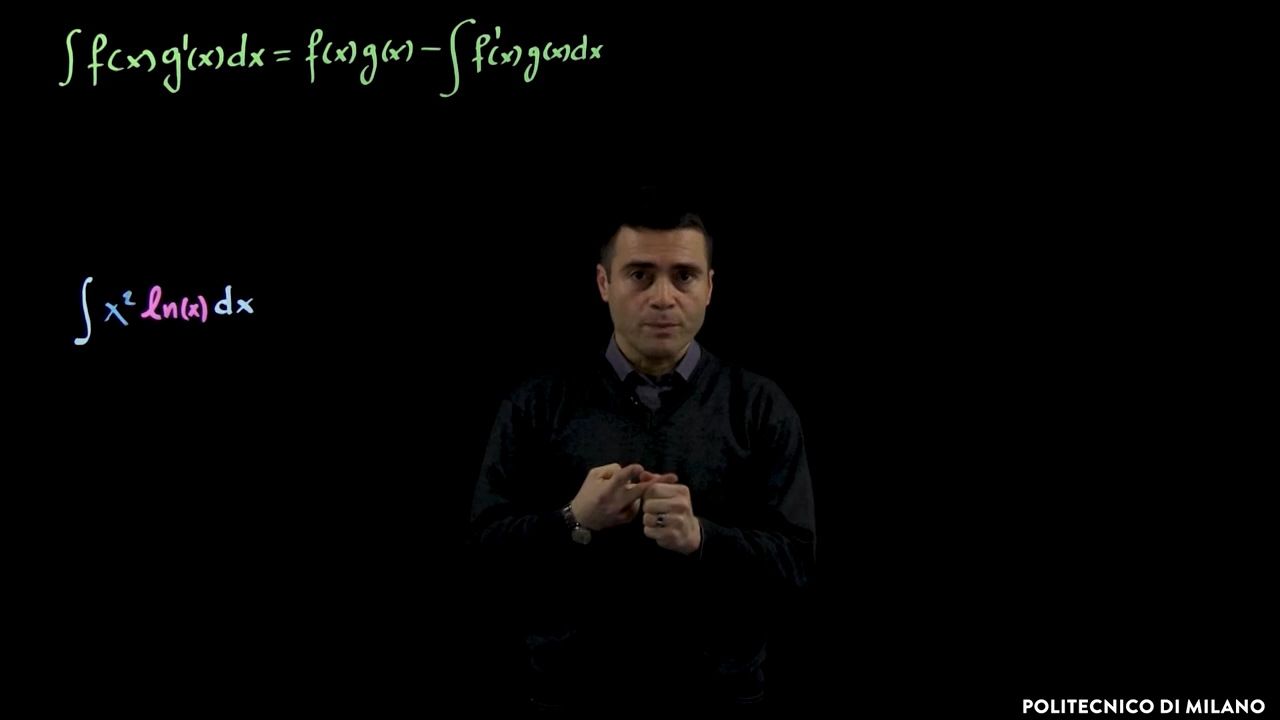 ∫ f(x) g'(x) dx = f(x) g(x) − ∫ f'(x) g(x) dx
∫ x² ln(x) dx
POLITECNICO DI MILANO